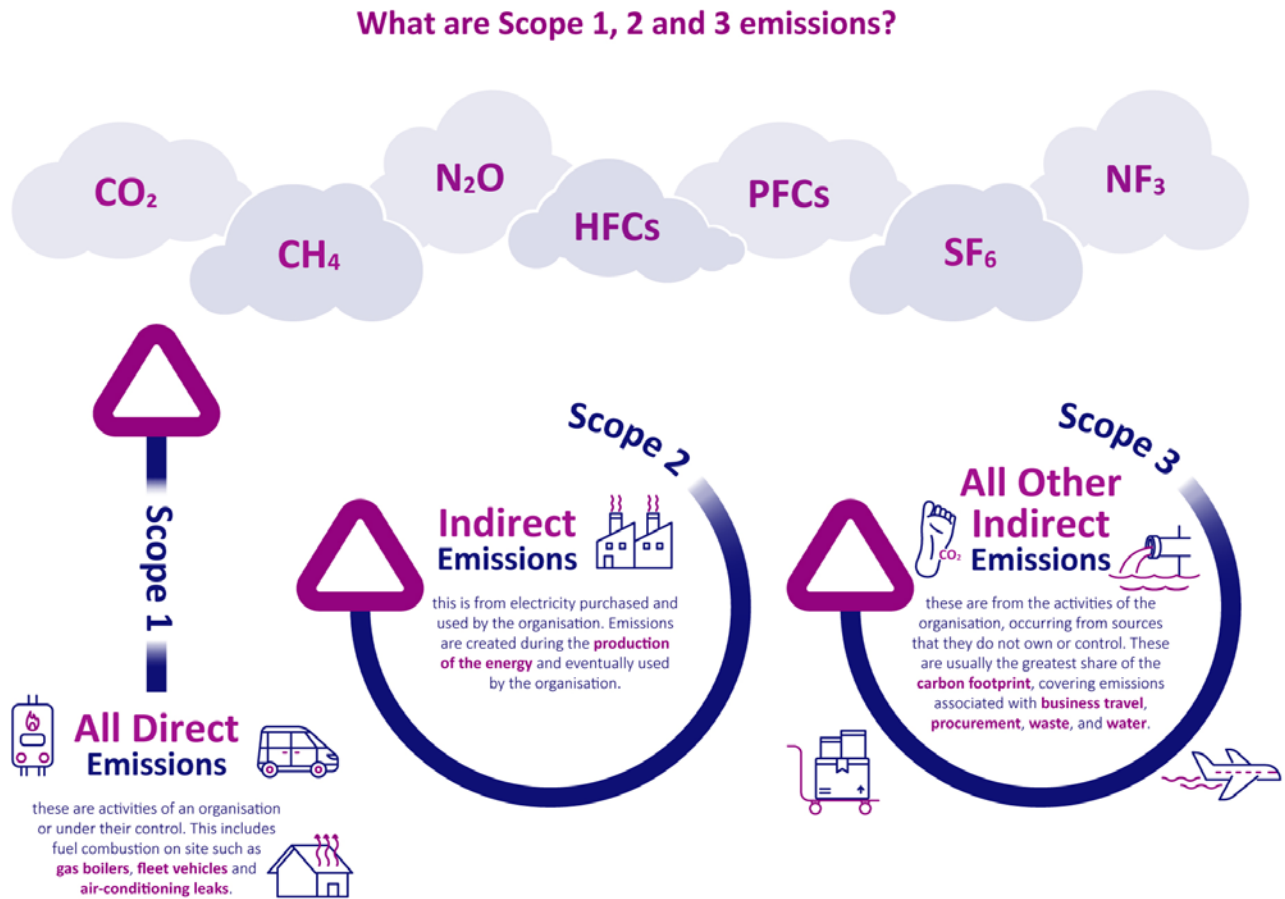 What are Scope 1, 2 and 3 emissions?
CO₂
CH₄
N₂O
HFCs
PFCs
SF₆
NF₃
Scope 1
All Direct
Emissions
these are activities of an organisation
or under their control. This includes
fuel combustion on site such as
gas boilers, fleet vehicles and
air-conditioning leaks.
Scope 2
Indirect
Emissions
this is from electricity purchased and
used by the organisation. Emissions
are created during the production
of the energy and eventually used
by the organisation.
Scope 3
All Other
Indirect
Emissions
CO₂
these are from the activities of the
organisation, occurring from sources
that they do not own or control. These
are usually the greatest share of the
carbon footprint, covering emissions
associated with business travel,
procurement, waste, and water.